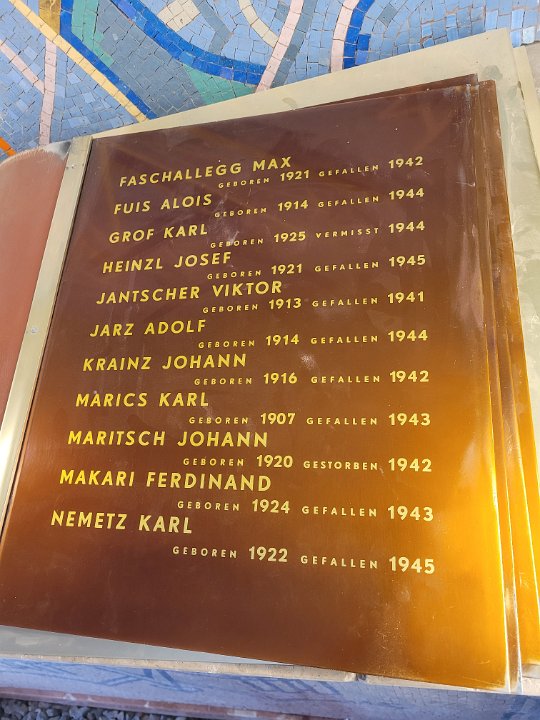 FASCHALLEGG MAX
GEBOREN 1921 GEFALLEN 1942
FUIS ALOIS
GEBOREN 1914 GEFALLEN 1944
GROF KARL
GEBOREN 1925 VERMISST 1944
HEINZL JOSEF
GEBOREN 1921 GEFALLEN 1945
JANTSCHER VIKTOR
GEBOREN 1913 GEFALLEN 1941
JARZ ADOLF
GEBOREN 1914 GEFALLEN 1944
KRAINZ JOHANN
GEBOREN 1916 GEFALLEN 1942
MARICS KARL
GEBOREN 1907 GEFALLEN 1943
MARITSCH JOHANN
GEBOREN 1920 GESTORBEN 1942
MAKARI FERDINAND
GEBOREN 1924 GEFALLEN 1943
NEMETZ KARL
GEBOREN 1922 GEFALLEN 1945